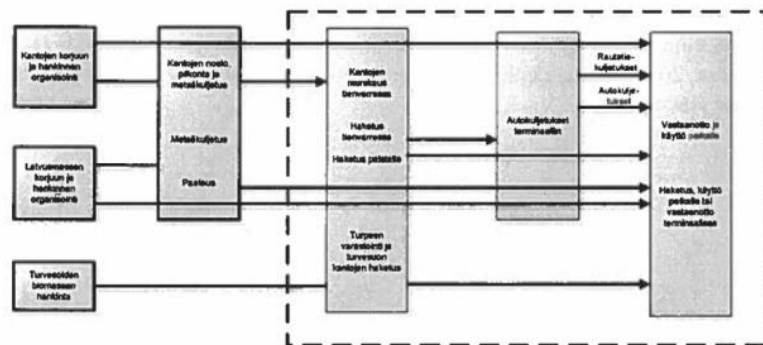 Kantojen korjuun
ja hankinnan
organisointi
Latvusmassan
korjuun ja
hankinnan
organisointi
Turvesoiden
biomassan
hankinta
Kantojen nosto,
pilkonta ja
metsäkuljetus
Metsäkuljetus
Paalaus
Kantojen
murskaus
tienvarressa
Haketus
tienvarressa
Haketus palstalla
Turpeen
varastointi ja
turvesuon
kantojen haketus
Autokuljetukset
terminaaliin
Rautatie-
kuljetukset
Autokulje-
tukset
Vastaanotto ja
käyttö paikalla
Haketus, käyttö
paikalla tai
vastaanotto
terminaalissa